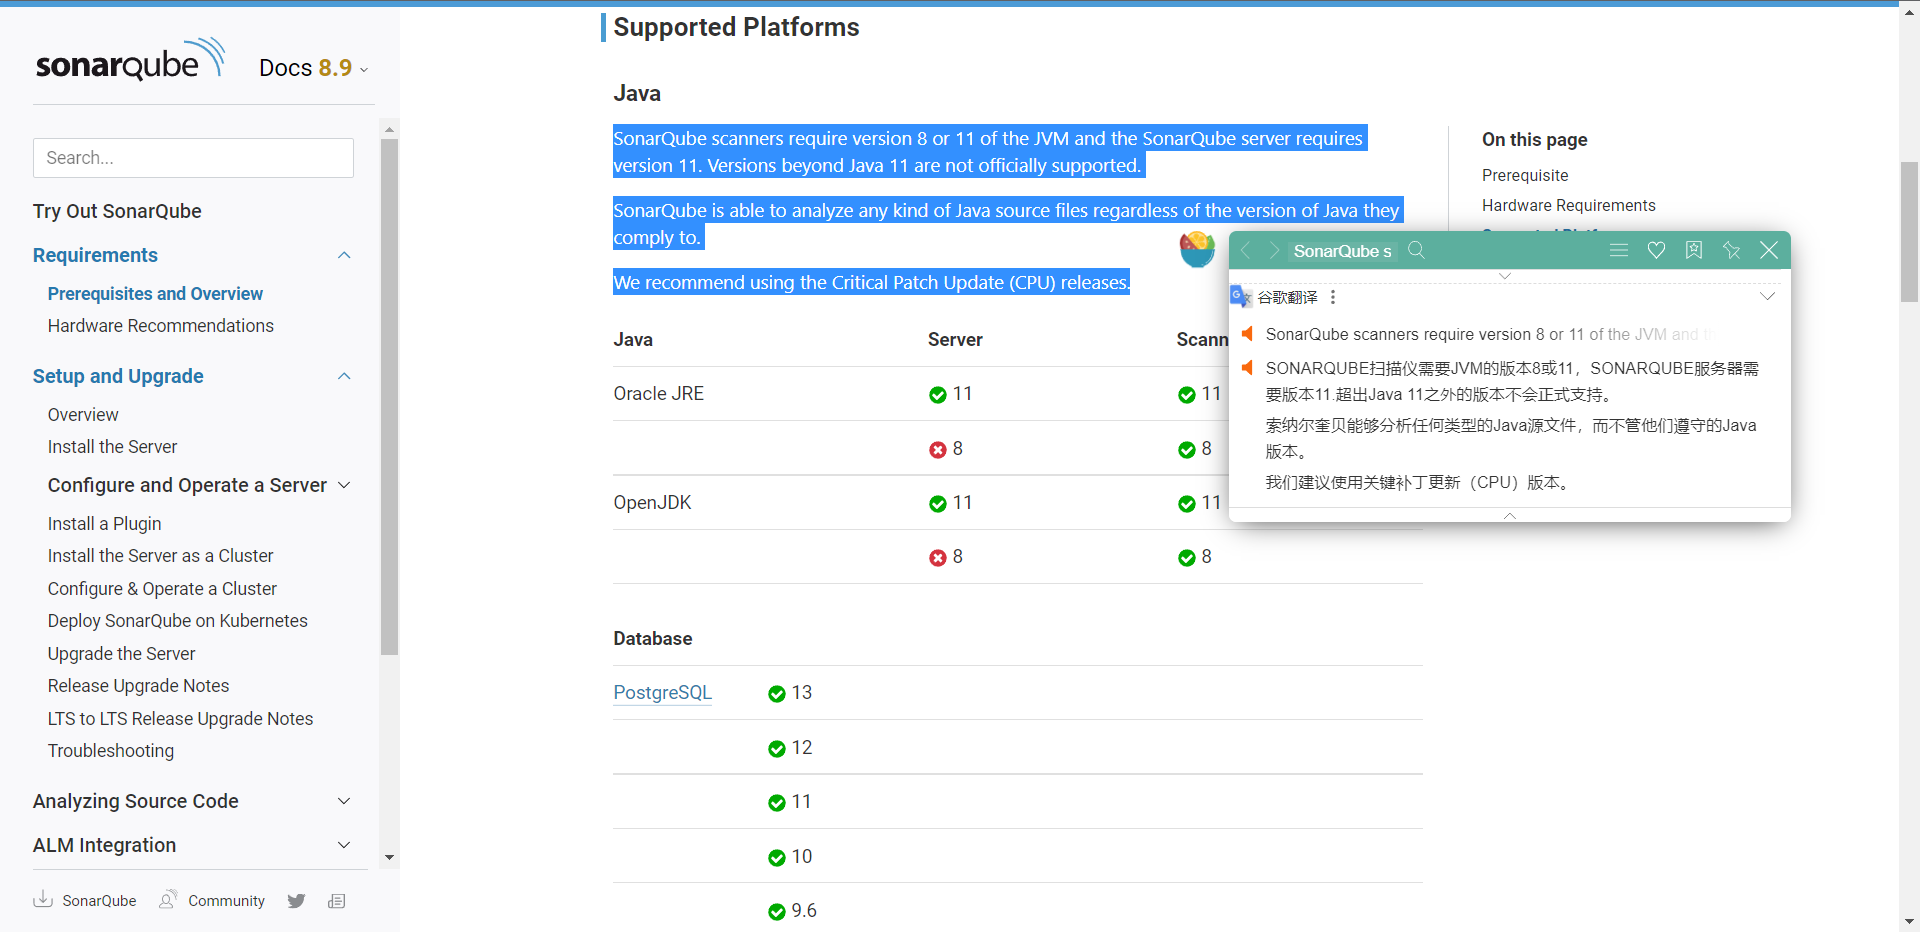 sonarqube
Docs 8.9
Search...
Try Out SonarQube
Requirements
Prerequisites and Overview
Hardware Recommendations
Setup and Upgrade
Overview
Install the Server
Configure and Operate a Server
Install a Plugin
Install the Server as a Cluster
Configure & Operate a Cluster
Deploy SonarQube on Kubernetes
Upgrade the Server
Release Upgrade Notes
LTS to LTS Release Upgrade Notes
Troubleshooting
Analyzing Source Code
ALM Integration
SonarQube
Community
Supported Platforms
Java
SonarQube scanners require version 8 or 11 of the JVM and the SonarQube server requires
version 11. Versions beyond Java 11 are not officially supported.
SonarQube is able to analyze any kind of Java source files regardless of the version of Java they
comply to.
We recommend using the Critical Patch Update (CPU) releases.
Java Server Scann
Oracle JRE 11 11
8 8
OpenJDK 11 11
8 8
Database
PostgreSQL 13
12
11
10
9.6
On this page
Prerequisite
Hardware Requirements
SonarQube s
谷歌翻译
SonarQube scanners require version 8 or 11 of the JVM and
SONARQUBE扫描仪需要JVM的版本8或11，SONARQUBE服务器需
要版本11.超出Java 11之外的版本不会正式支持。
索纳尔奎贝能够分析任何类型的Java源文件，而不管他们遵守的Java
版本。
我们建议使用关键补丁更新（CPU）版本。